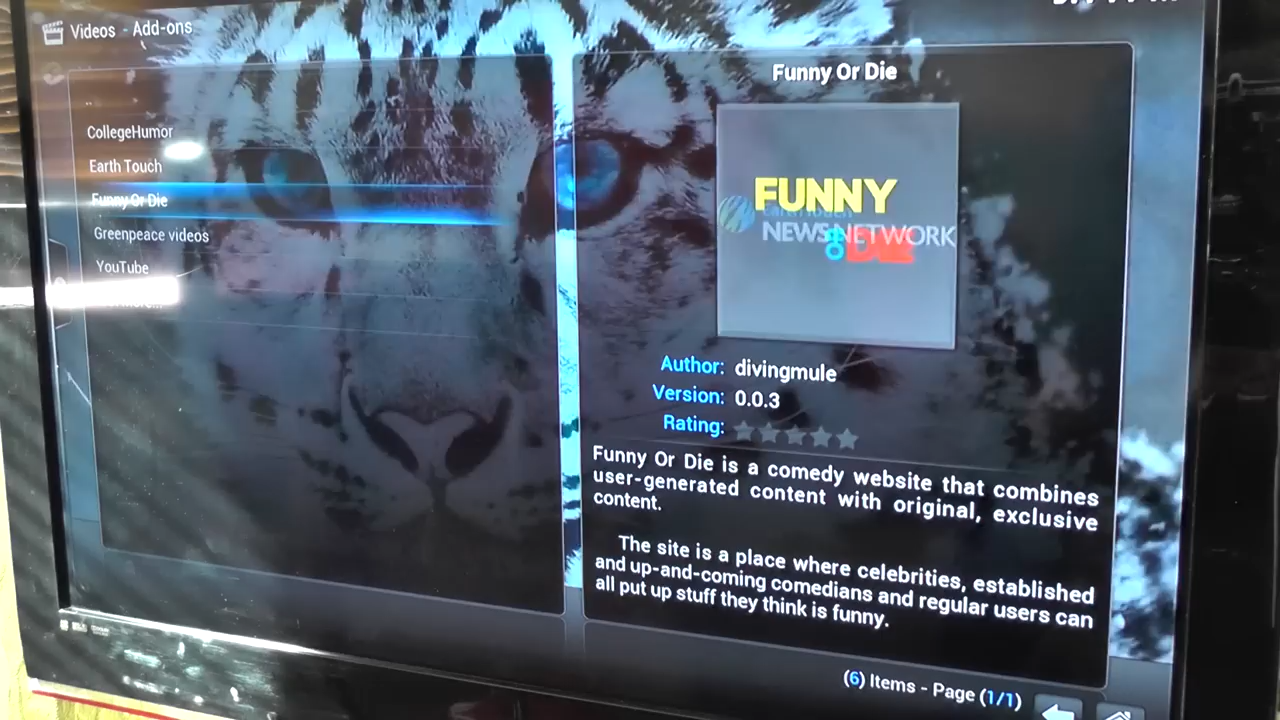 Videos - Add-ons
CollegeHumor
Earth Touch
Funny Or Die
Greenpeace videos
YouTube
Funny Or Die
FUNNY
NEWS NETWORK
DIE
Author: divingmule
Version: 0.0.3
Rating:
Funny Or Die is a comedy website that combines
user-generated content with original, exclusive
content.
The site is a place where celebrities, established
and up-and-coming comedians and regular users can
all put up stuff they think is funny.
(6) Items - Page (1/1)